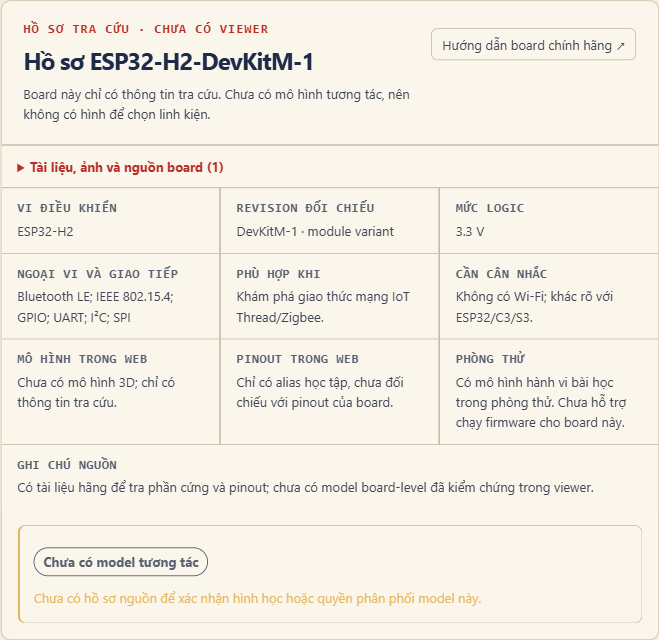 HỒ SƠ TRA CỨU · CHƯA CÓ VIEWER
Hồ sơ ESP32-H2-DevKitM-1
Hướng dẫn board chính hãng ↗
Board này chỉ có thông tin tra cứu. Chưa có mô hình tương tác, nên
không có hình để chọn linh kiện.
▶ Tài liệu, ảnh và nguồn board (1)
VI ĐIỀU KHIỂN
ESP32-H2
REVISION ĐỐI CHIẾU
DevKitM-1 · module variant
MỨC LOGIC
3.3 V
NGOẠI VI VÀ GIAO TIẾP
Bluetooth LE; IEEE 802.15.4;
GPIO; UART; I²C; SPI
PHÙ HỢP KHI
Khám phá giao thức mạng IoT
Thread/Zigbee.
CẦN CÂN NHẮC
Không có Wi-Fi; khác rõ với
ESP32/C3/S3.
MÔ HÌNH TRONG WEB
Chưa có mô hình 3D; chỉ có
thông tin tra cứu.
PINOUT TRONG WEB
Chỉ có alias học tập, chưa đối
chiếu với pinout của board.
PHÒNG THỬ
Có mô hình hành vi bài học
trong phòng thử. Chưa hỗ trợ
chạy firmware cho board này.
GHI CHÚ NGUỒN
Có tài liệu hãng để tra phần cứng và pinout; chưa có model board-level đã kiểm chứng trong viewer.
Chưa có model tương tác
Chưa có hồ sơ nguồn để xác nhận hình học hoặc quyền phân phối model này.